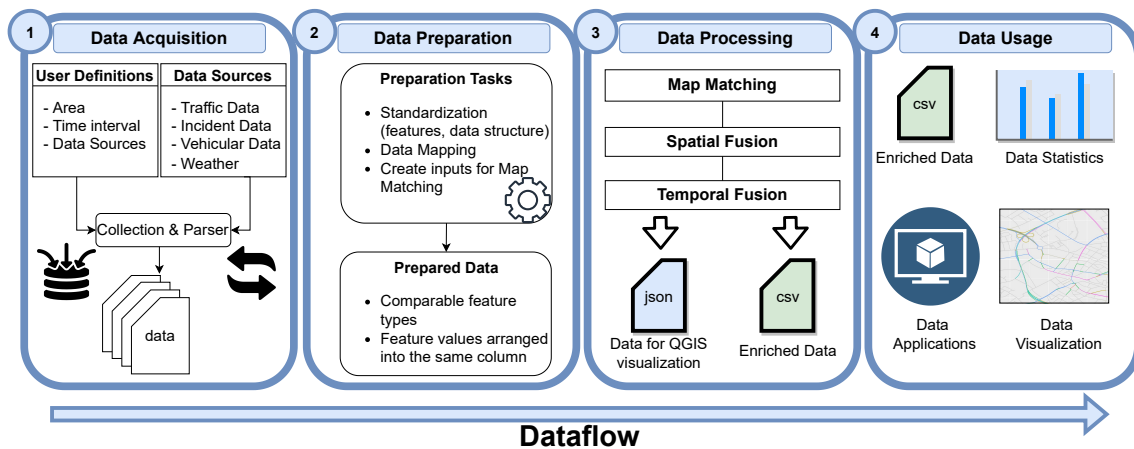 1
Data Acquisition
User Definitions
- Area
- Time interval
- Data Sources
Data Sources
- Traffic Data
- Incident Data
- Vehicular Data
- Weather
Collection & Parser
data
2
Data Preparation
Preparation Tasks
• Standardization
(features, data structure)
• Data Mapping
• Create inputs for Map
Matching
Prepared Data
• Comparable feature
types
• Feature values arranged
into the same column
3
Data Processing
Map Matching
Spatial Fusion
Temporal Fusion
json
Data for QGIS
visualization
csv
Enriched Data
4
Data Usage
csv
Enriched Data
Data Statistics
Data
Applications
Data
Visualization
Dataflow